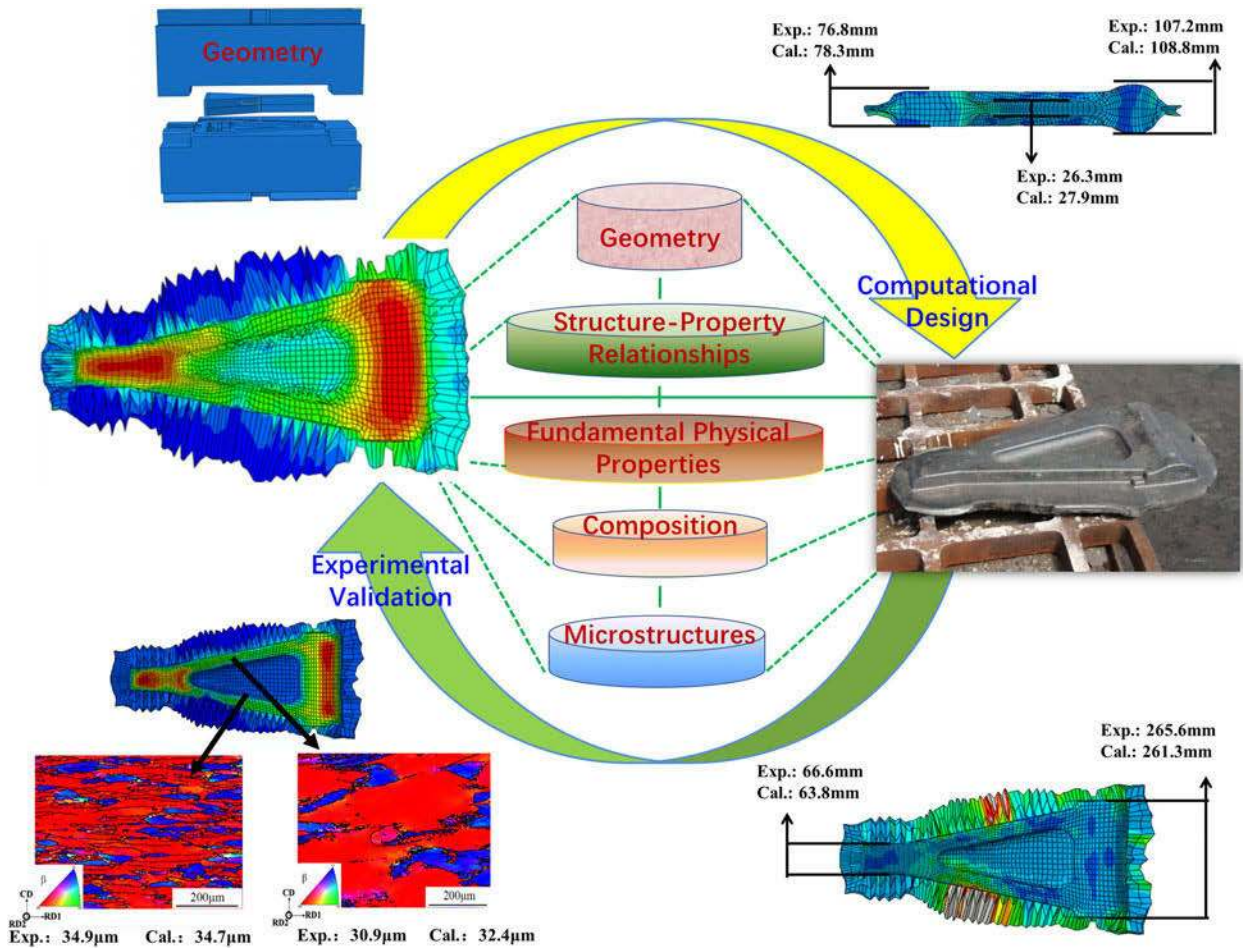 Geometry
Exp.: 76.8mm
Cal.: 78.3mm
Exp.: 107.2mm
Cal.: 108.8mm
Exp.: 26.3mm
Cal.: 27.9mm
Geometry
Computational
Design
Structure-Property
Relationships
Fundamental Physical
Properties
Composition
Experimental
Validation
Microstructures
Exp.: 265.6mm
Cal.: 261.3mm
Exp.: 66.6mm
Cal.: 63.8mm
β
200μm
CD
RD2
RD1
Exp.: 34.9μm Cal.: 34.7μm
β
200μm
CD
RD2
RD1
Exp.: 30.9μm Cal.: 32.4μm